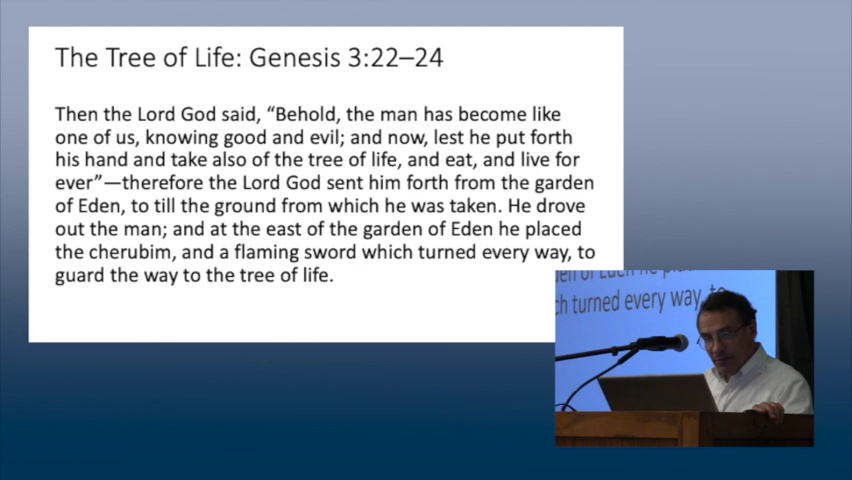 The Tree of Life: Genesis 3:22–24
Then the Lord God said, “Behold, the man has become like
one of us, knowing good and evil; and now, lest he put forth
his hand and take also of the tree of life, and eat, and live for
ever”—therefore the Lord God sent him forth from the garden
of Eden, to till the ground from which he was taken. He drove
out the man; and at the east of the garden of Eden he placed
the cherubim, and a flaming sword which turned every way, to
guard the way to the tree of life.
turned every way, to